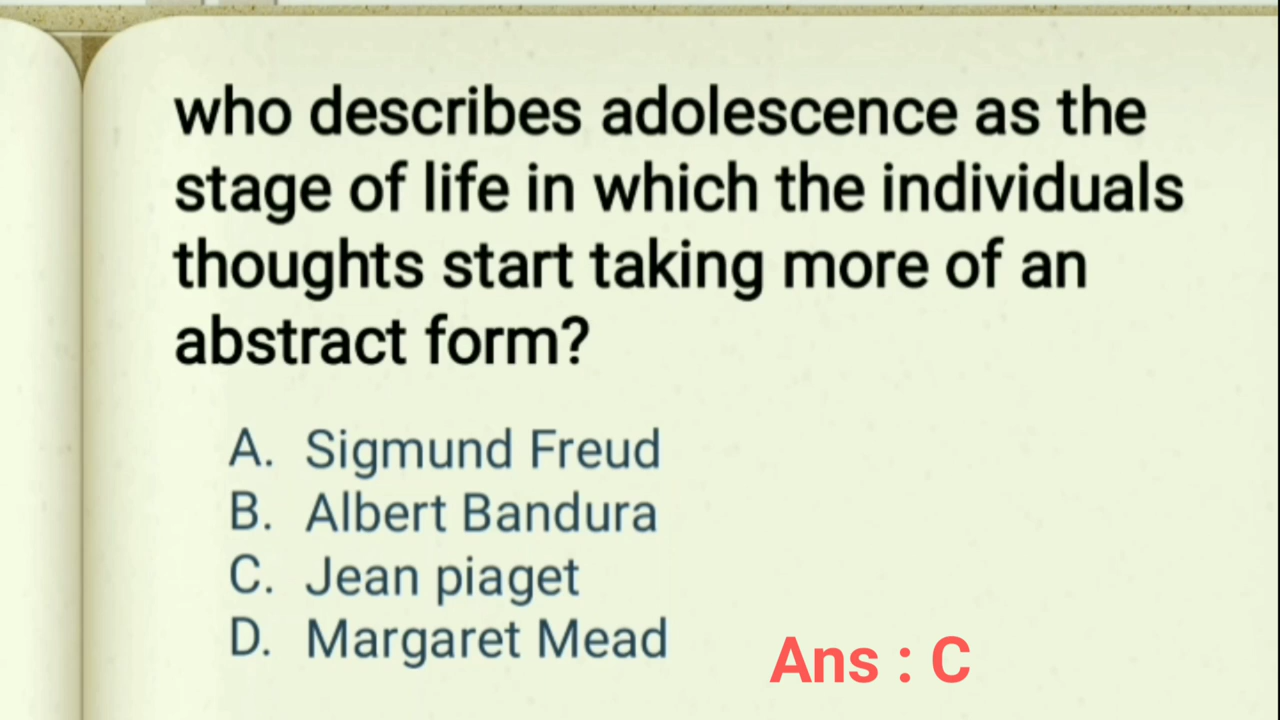 who describes adolescence as the
stage of life in which the individuals
thoughts start taking more of an
abstract form?
A. Sigmund Freud
B. Albert Bandura
C. Jean piaget
D. Margaret Mead
Ans : C